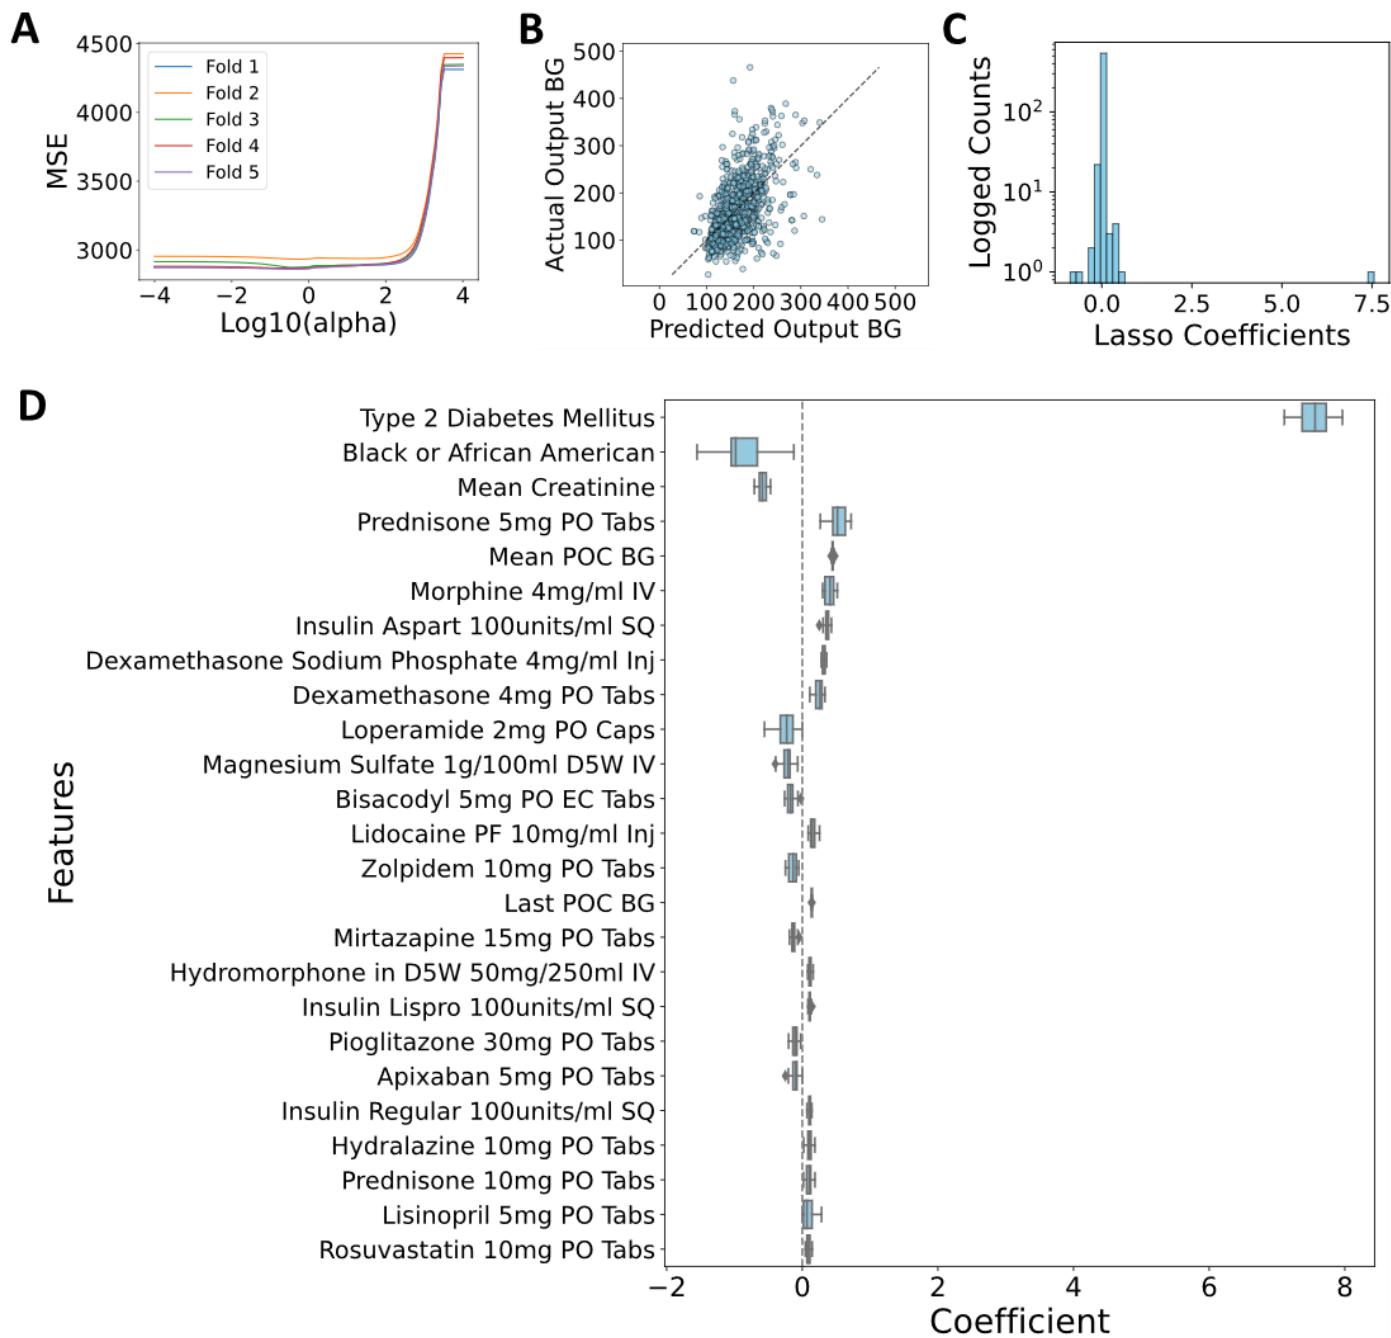 A
MSE
4500
4000
3500
3000
Fold 1
Fold 2
Fold 3
Fold 4
Fold 5
−4 −2 0 2 4
Log10(alpha)
B
Actual Output BG
500
400
300
200
100
0 100 200 300 400 500
Predicted Output BG
C
Logged Counts
10²
10¹
10⁰
0.0 2.5 5.0 7.5
Lasso Coefficients
D
Features
Type 2 Diabetes Mellitus
Black or African American
Mean Creatinine
Prednisone 5mg PO Tabs
Mean POC BG
Morphine 4mg/ml IV
Insulin Aspart 100units/ml SQ
Dexamethasone Sodium Phosphate 4mg/ml Inj
Dexamethasone 4mg PO Tabs
Loperamide 2mg PO Caps
Magnesium Sulfate 1g/100ml D5W IV
Bisacodyl 5mg PO EC Tabs
Lidocaine PF 10mg/ml Inj
Zolpidem 10mg PO Tabs
Last POC BG
Mirtazapine 15mg PO Tabs
Hydromorphone in D5W 50mg/250ml IV
Insulin Lispro 100units/ml SQ
Pioglitazone 30mg PO Tabs
Apixaban 5mg PO Tabs
Insulin Regular 100units/ml SQ
Hydralazine 10mg PO Tabs
Prednisone 10mg PO Tabs
Lisinopril 5mg PO Tabs
Rosuvastatin 10mg PO Tabs
−2 0 2 4 6 8
Coefficient